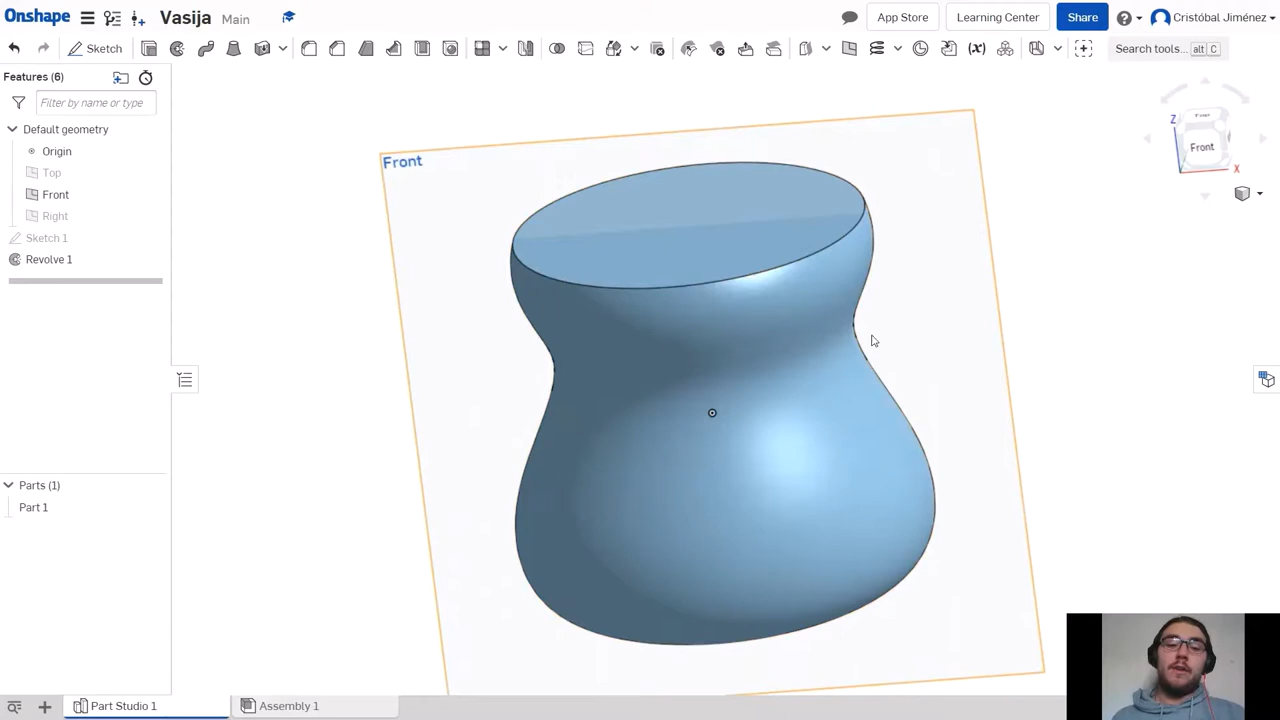 Onshape
Vasija Main
App Store
Learning Center
Share
Cristóbal Jiménez
Sketch
Search tools... alt C
Features (6)
Filter by name or type
Default geometry
Origin
Top
Front
Right
Sketch 1
Revolve 1
Front
Z
Front
X
Parts (1)
Part 1
Part Studio 1
Assembly 1